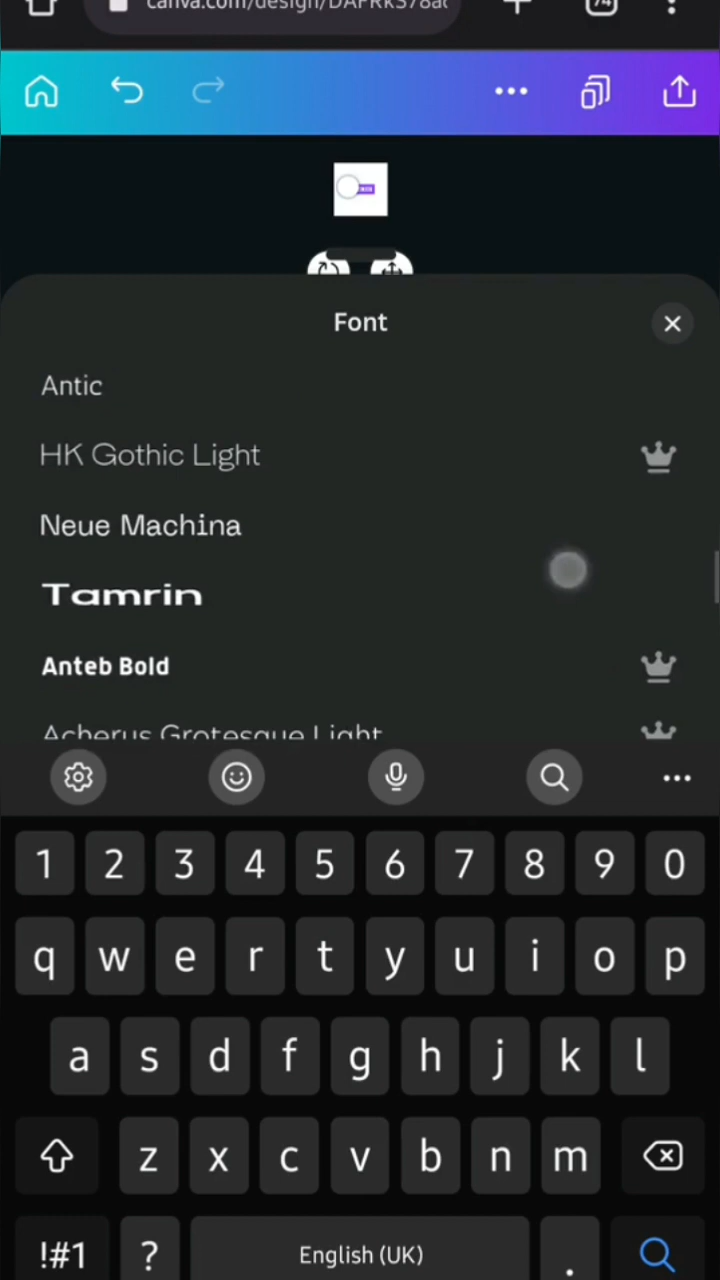 canva.com/design/DAFRkS78a
74
Font
Antic
HK Gothic Light
Neue Machina
Tamrin
Anteb Bold
Acherus Grotesque Light
1 2 3 4 5 6 7 8 9 0
q w e r t y u i o p
a s d f g h j k l
z x c v b n m
!#1 ? English (UK) .